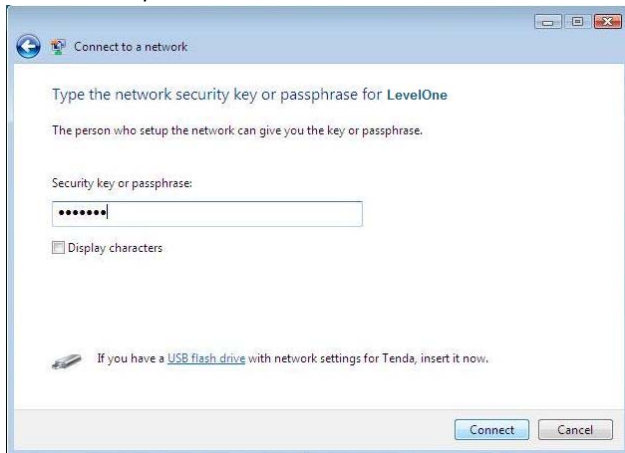 Connect to a network
Type the network security key or passphrase for LevelOne
The person who setup the network can give you the key or passphrase.
Security key or passphrase:
•••••••
Display characters
If you have a USB flash drive with network settings for Tenda, insert it now.
Connect Cancel